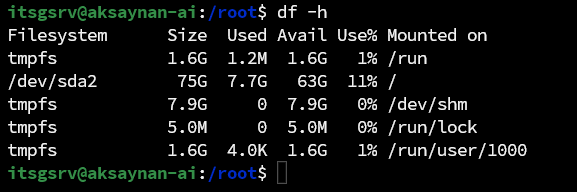 itsgsrv@aksaynan-ai:/root$ df -h
Filesystem      Size  Used Avail Use% Mounted on
tmpfs           1.6G  1.2M  1.6G   1% /run
/dev/sda2        75G  7.7G   63G  11% /
tmpfs           7.9G     0  7.9G   0% /dev/shm
tmpfs           5.0M     0  5.0M   0% /run/lock
tmpfs           1.6G  4.0K  1.6G   1% /run/user/1000
itsgsrv@aksaynan-ai:/root$